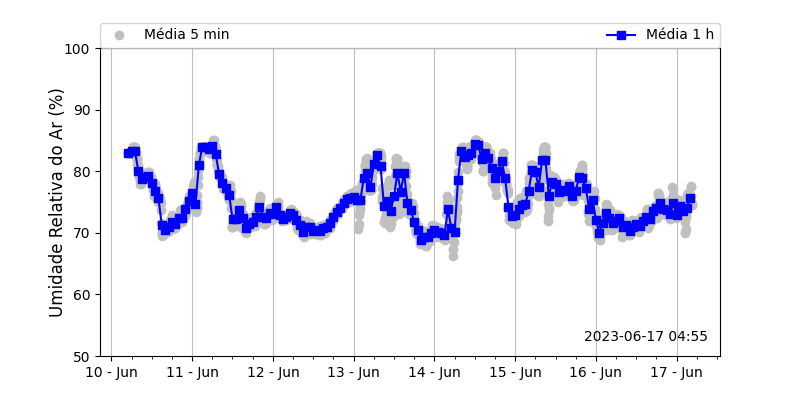 Média 5 min
Média 1 h
Umidade Relativa do Ar (%)
100
90
80
70
60
50
2023-06-17 04:55
10 - Jun
11 - Jun
12 - Jun
13 - Jun
14 - Jun
15 - Jun
16 - Jun
17 - Jun